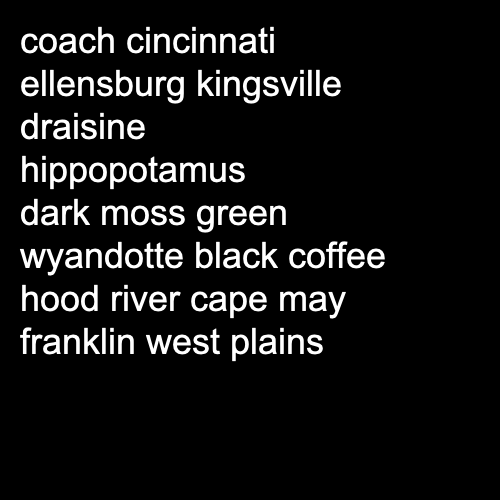 coach cincinnati
ellensburg kingsville
draisine
hippopotamus
dark moss green
wyandotte black coffee
hood river cape may
franklin west plains